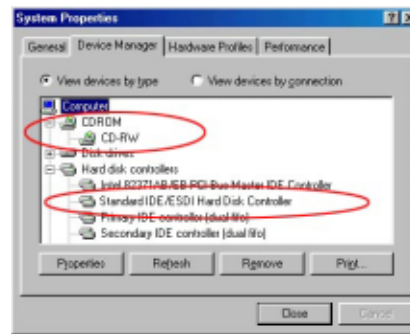 System Properties
General Device Manager Hardware Profiles Performance
View devices by type View devices by connection
Computer
CDROM
CD-RW
Disk drives
Hard disk controllers
Intel 82371AB/EB PCI Bus Master IDE Controller
Standard IDE/ESDI Hard Disk Controller
Primary IDE controller (dual fifo)
Secondary IDE controller (dual fifo)
Properties Refresh Remove Print...
Close Cancel